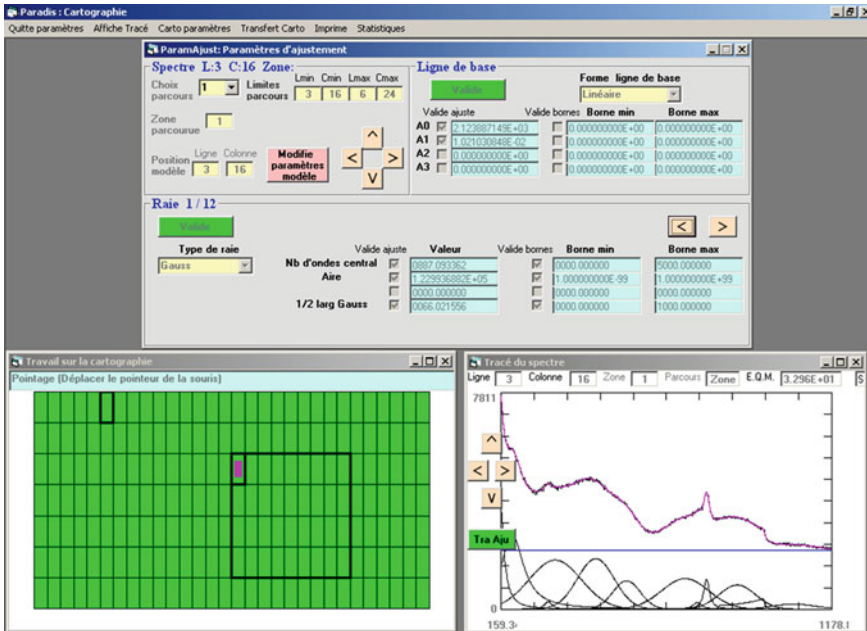 Paradis : Cartographie
Quitte paramètres Affiche Tracé Carto paramètres Transfert Carto Imprime Statistiques
ParamAjust: Paramètres d'ajustement
Spectre L:3 C:16 Zone:
Choix parcours 1
Limites parcours
Lmin Cmin Lmax Cmax
3 16 6 24
Zone parcourue 1
Position modèle
Ligne Colonne
3 16
Modifie paramètres modèle
^
< >
V
Ligne de base
Valide
Forme ligne de base
Linéaire
Valide ajuste Valide bornes Borne min Borne max
A0 2.123887149E+03 0.000000000E+00 0.000000000E+00
A1 1.021030848E-02 0.000000000E+00 0.000000000E+00
A2 0.000000000E+00 0.000000000E+00 0.000000000E+00
A3 0.000000000E+00 0.000000000E+00 0.000000000E+00
Raie 1 / 12
Valide
< >
Type de raie
Gauss
Valide ajuste Valeur Valide bornes Borne min Borne max
Nb d'ondes central 0887.093362 0000.000000 5000.000000
Aire 1.229936882E+05 1.000000000E-99 1.000000000E+99
0000.000000 0000.000000 0000.000000
1/2 larg Gauss 0066.021556 0000.000000 1000.000000
Travail sur la cartographie
Pointage (Déplacer le pointeur de la souris)
Tracé du spectre
Ligne 3 Colonne 16 Zone 1 Parcours Zone E.Q.M. 3.296E+01 S
7811
^
< >
V
Tra Aju
0
159.34 1178.8